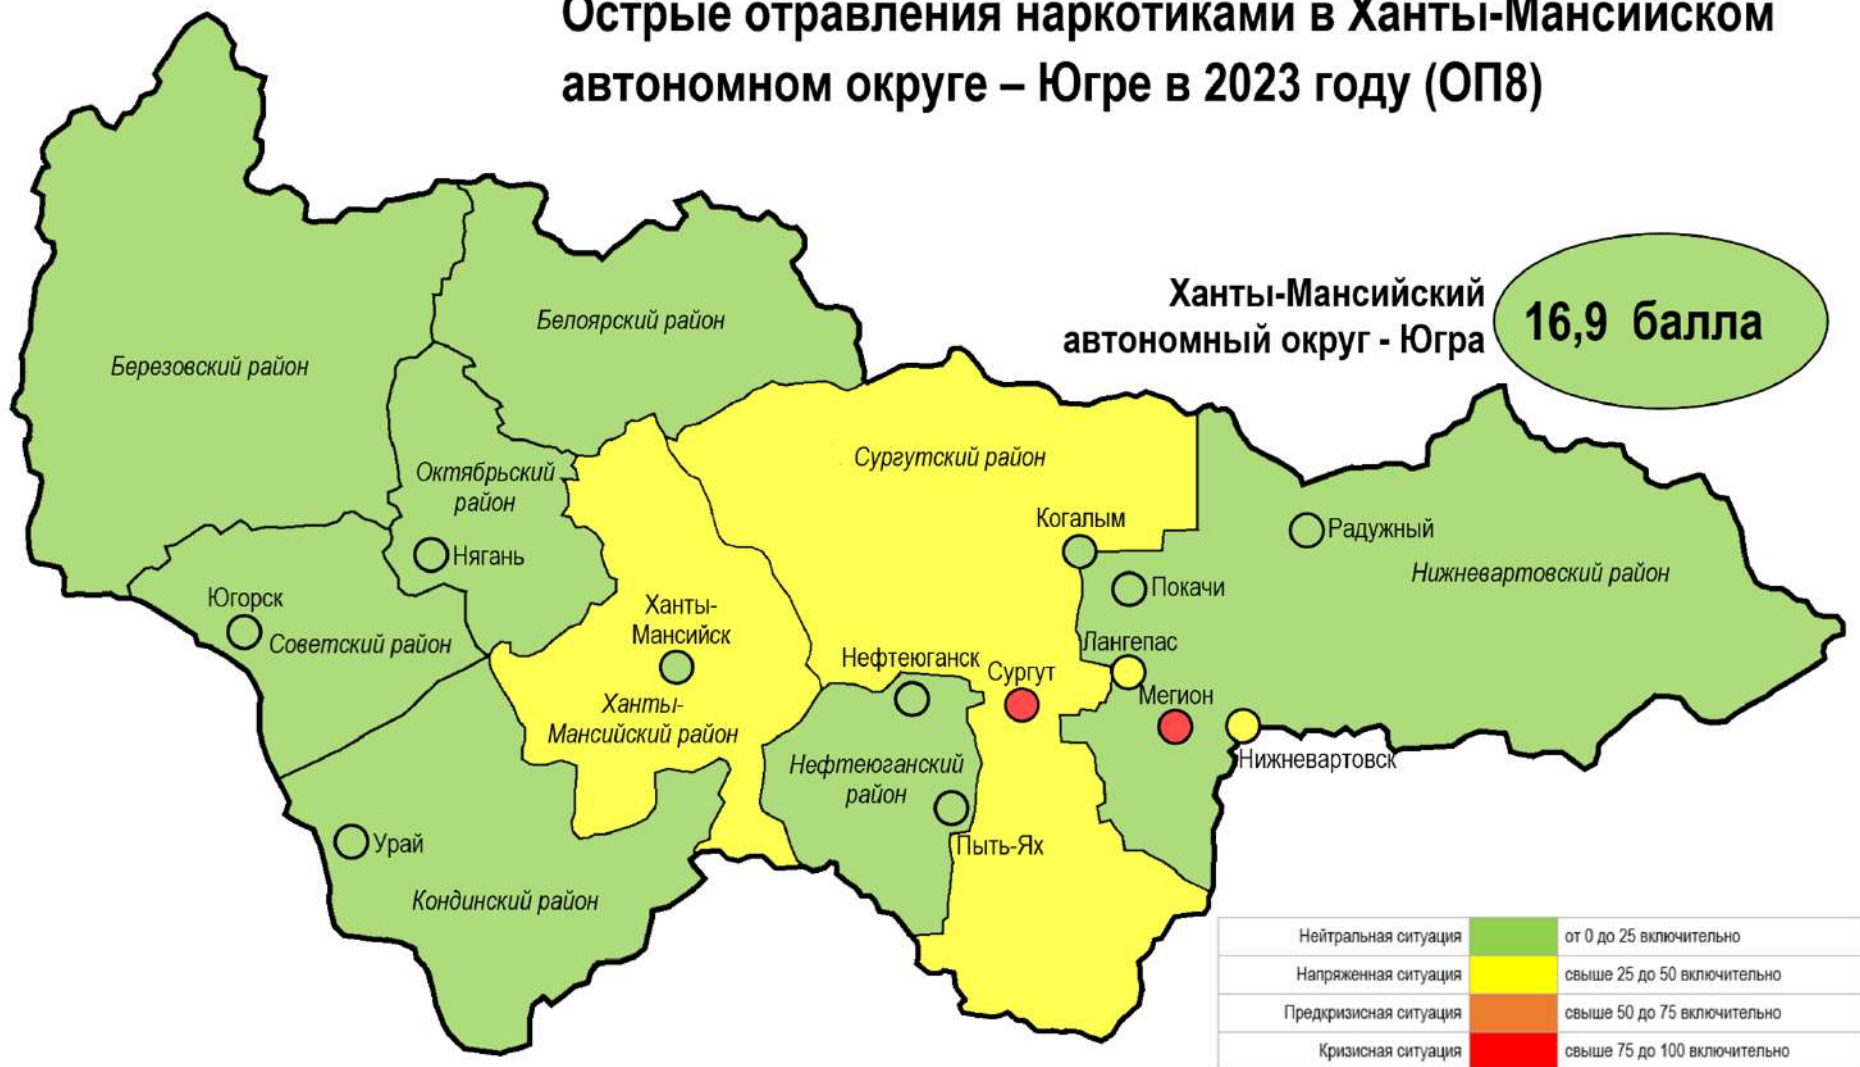 Острые отравления наркотиками в Ханты-Мансийском
автономном округе – Югре в 2023 году (ОП8)
Ханты-Мансийский
автономный округ - Югра
16,9 балла
Белоярский район
Березовский район
Сургутский район
Октябрьский
район
Когалым
Радужный
Нягань
Нижневартовский район
Покачи
Югорск
Ханты-
Мансийск
Советский район
Лангепас
Нефтеюганск
Сургут
Мегион
Ханты-
Мансийский район
Нижневартовск
Нефтеюганский
район
Урай
Пыть-Ях
Кондинский район
Нейтральная ситуация от 0 до 25 включительно
Напряженная ситуация свыше 25 до 50 включительно
Предкризисная ситуация свыше 50 до 75 включительно
Кризисная ситуация свыше 75 до 100 включительно